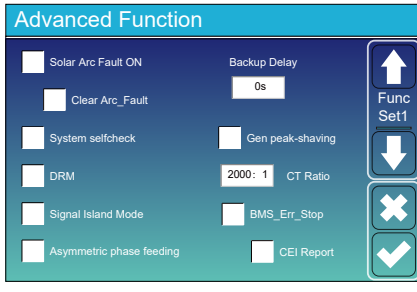 Advanced Function
Solar Arc Fault ON
Backup Delay
Clear Arc_Fault
0s
Func
Set1
System selfcheck
Gen peak-shaving
DRM
2000: 1
CT Ratio
Signal Island Mode
BMS_Err_Stop
Asymmetric phase feeding
CEI Report